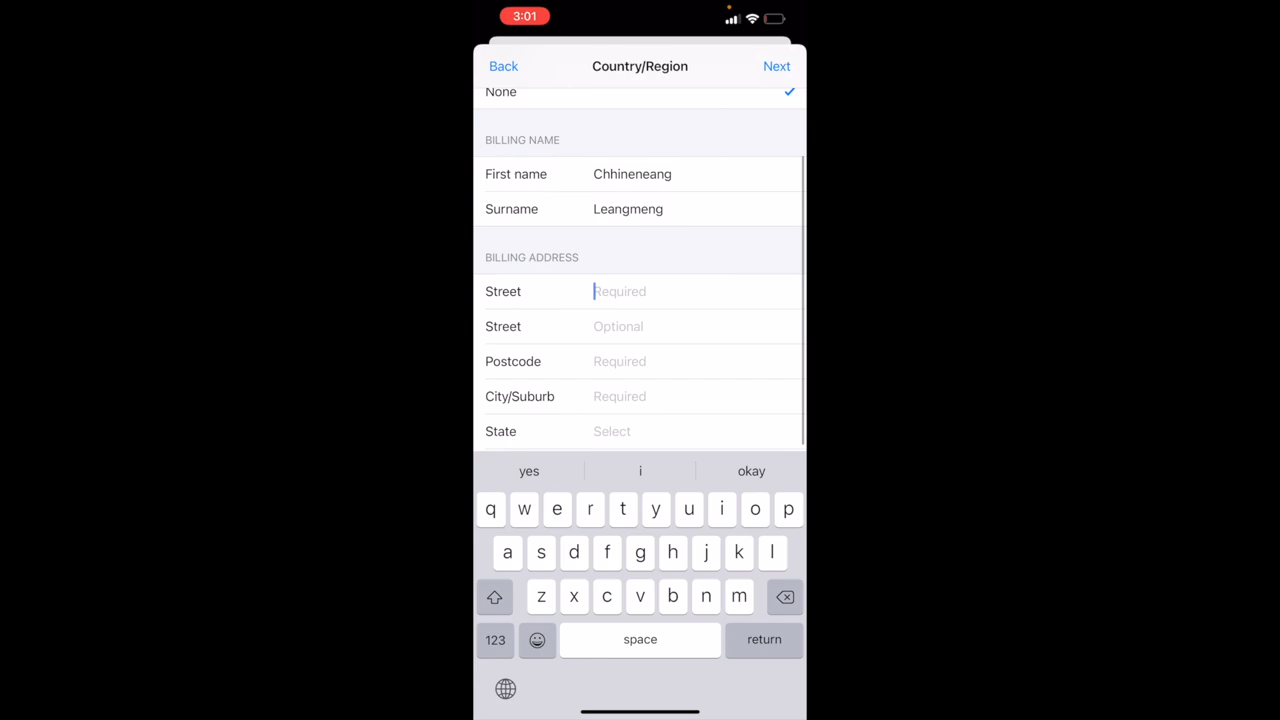 3:01
Back Country/Region Next
None
BILLING NAME
First name Chhineneang
Surname Leangmeng
BILLING ADDRESS
Street Required
Street Optional
Postcode Required
City/Suburb Required
State Select
yes i okay
q w e r t y u i o p
a s d f g h j k l
z x c v b n m
123 space return